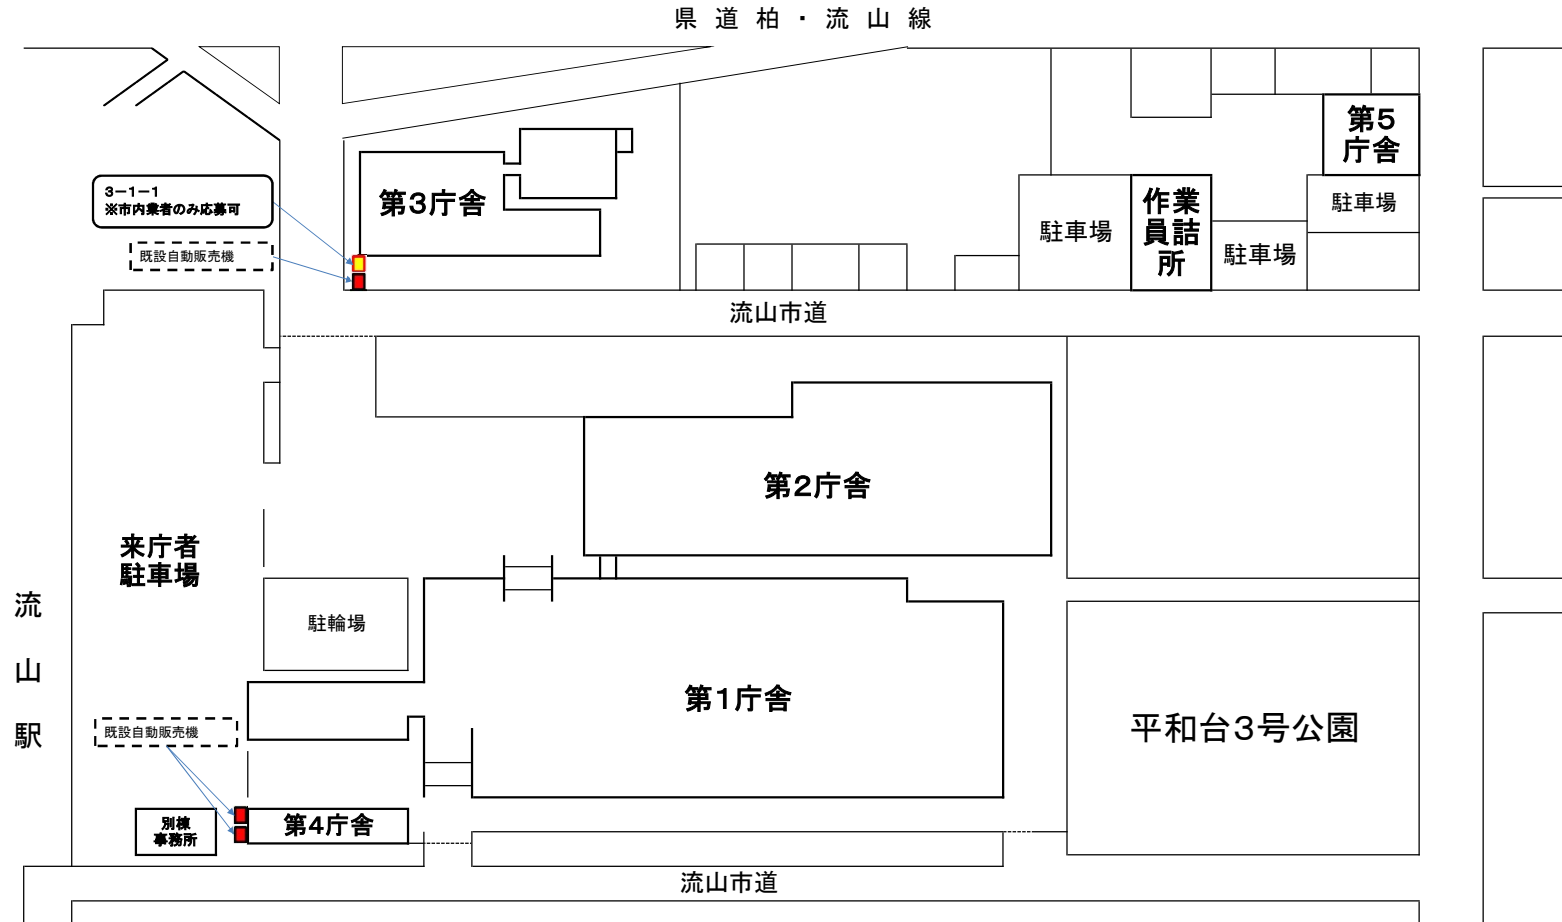 県道柏・流山線
第5
庁舎
3-1-1
※市内業者のみ応募可
第3庁舎
作業
員詰
所
駐車場
駐車場
駐車場
既設自動販売機
流山市道
第2庁舎
来庁者
駐車場
流山駅
駐輪場
第1庁舎
平和台3号公園
既設自動販売機
別棟
事務所
第4庁舎
流山市道